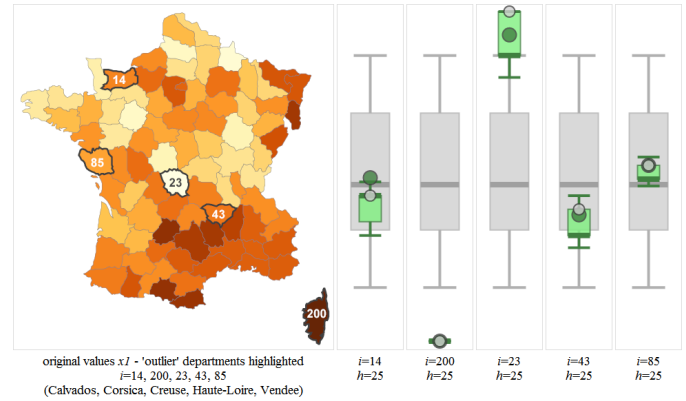 14
85
23
43
200
original values x1 - 'outlier' departments highlighted
i=14, 200, 23, 43, 85
(Calvados, Corsica, Creuse, Haute-Loire, Vendee)
i=14 i=200 i=23 i=43 i=85
h=25 h=25 h=25 h=25 h=25